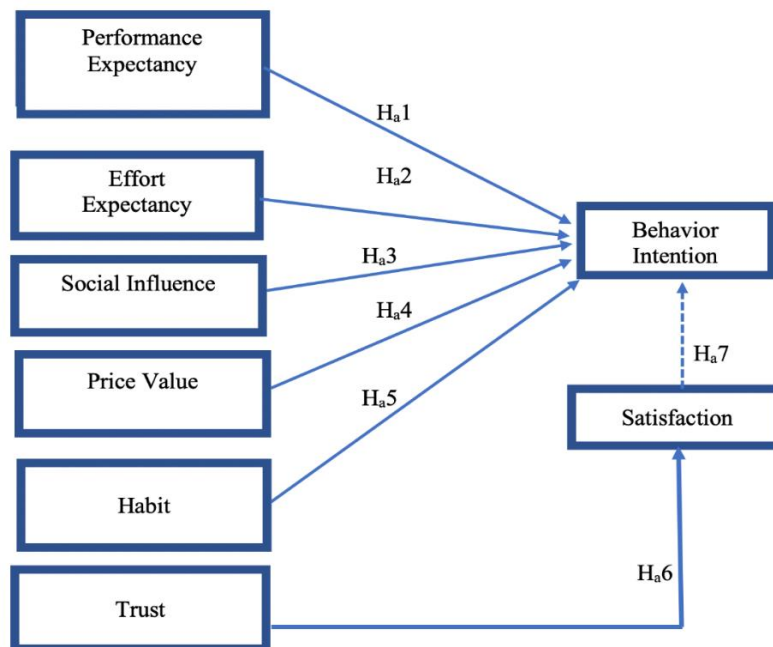 Performance
Expectancy
Hₐ1
Effort
Expectancy
Hₐ2
Behavior
Intention
Social Influence
Hₐ3
Price Value
Hₐ4
Hₐ7
Satisfaction
Habit
Hₐ5
Trust
Hₐ6